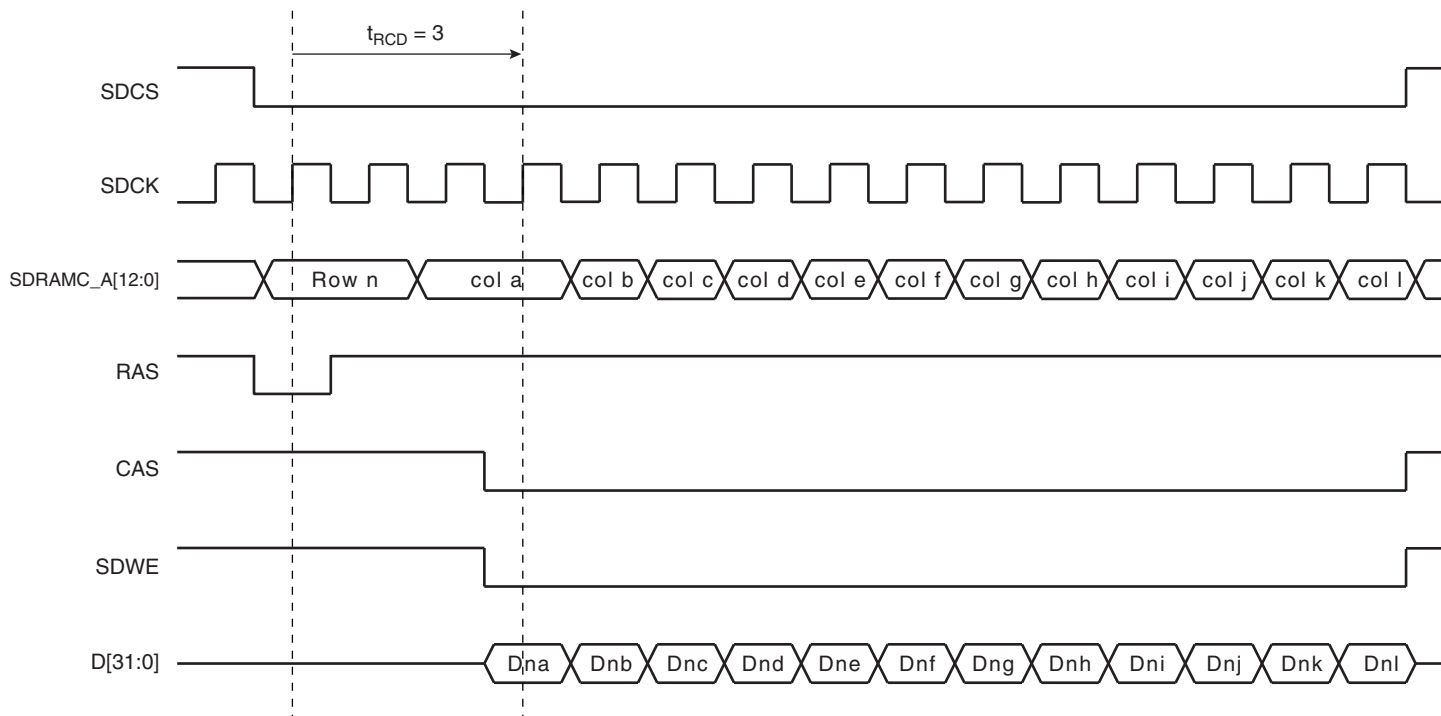 tRCD = 3
SDCS
SDCK
SDRAMC_A[12:0] Row n col a col b col c col d col e col f col g col h col i col j col k col l
RAS
CAS
SDWE
D[31:0] Dna Dnb Dnc Dnd Dne Dnf Dng Dnh Dni Dnj Dnk Dnl